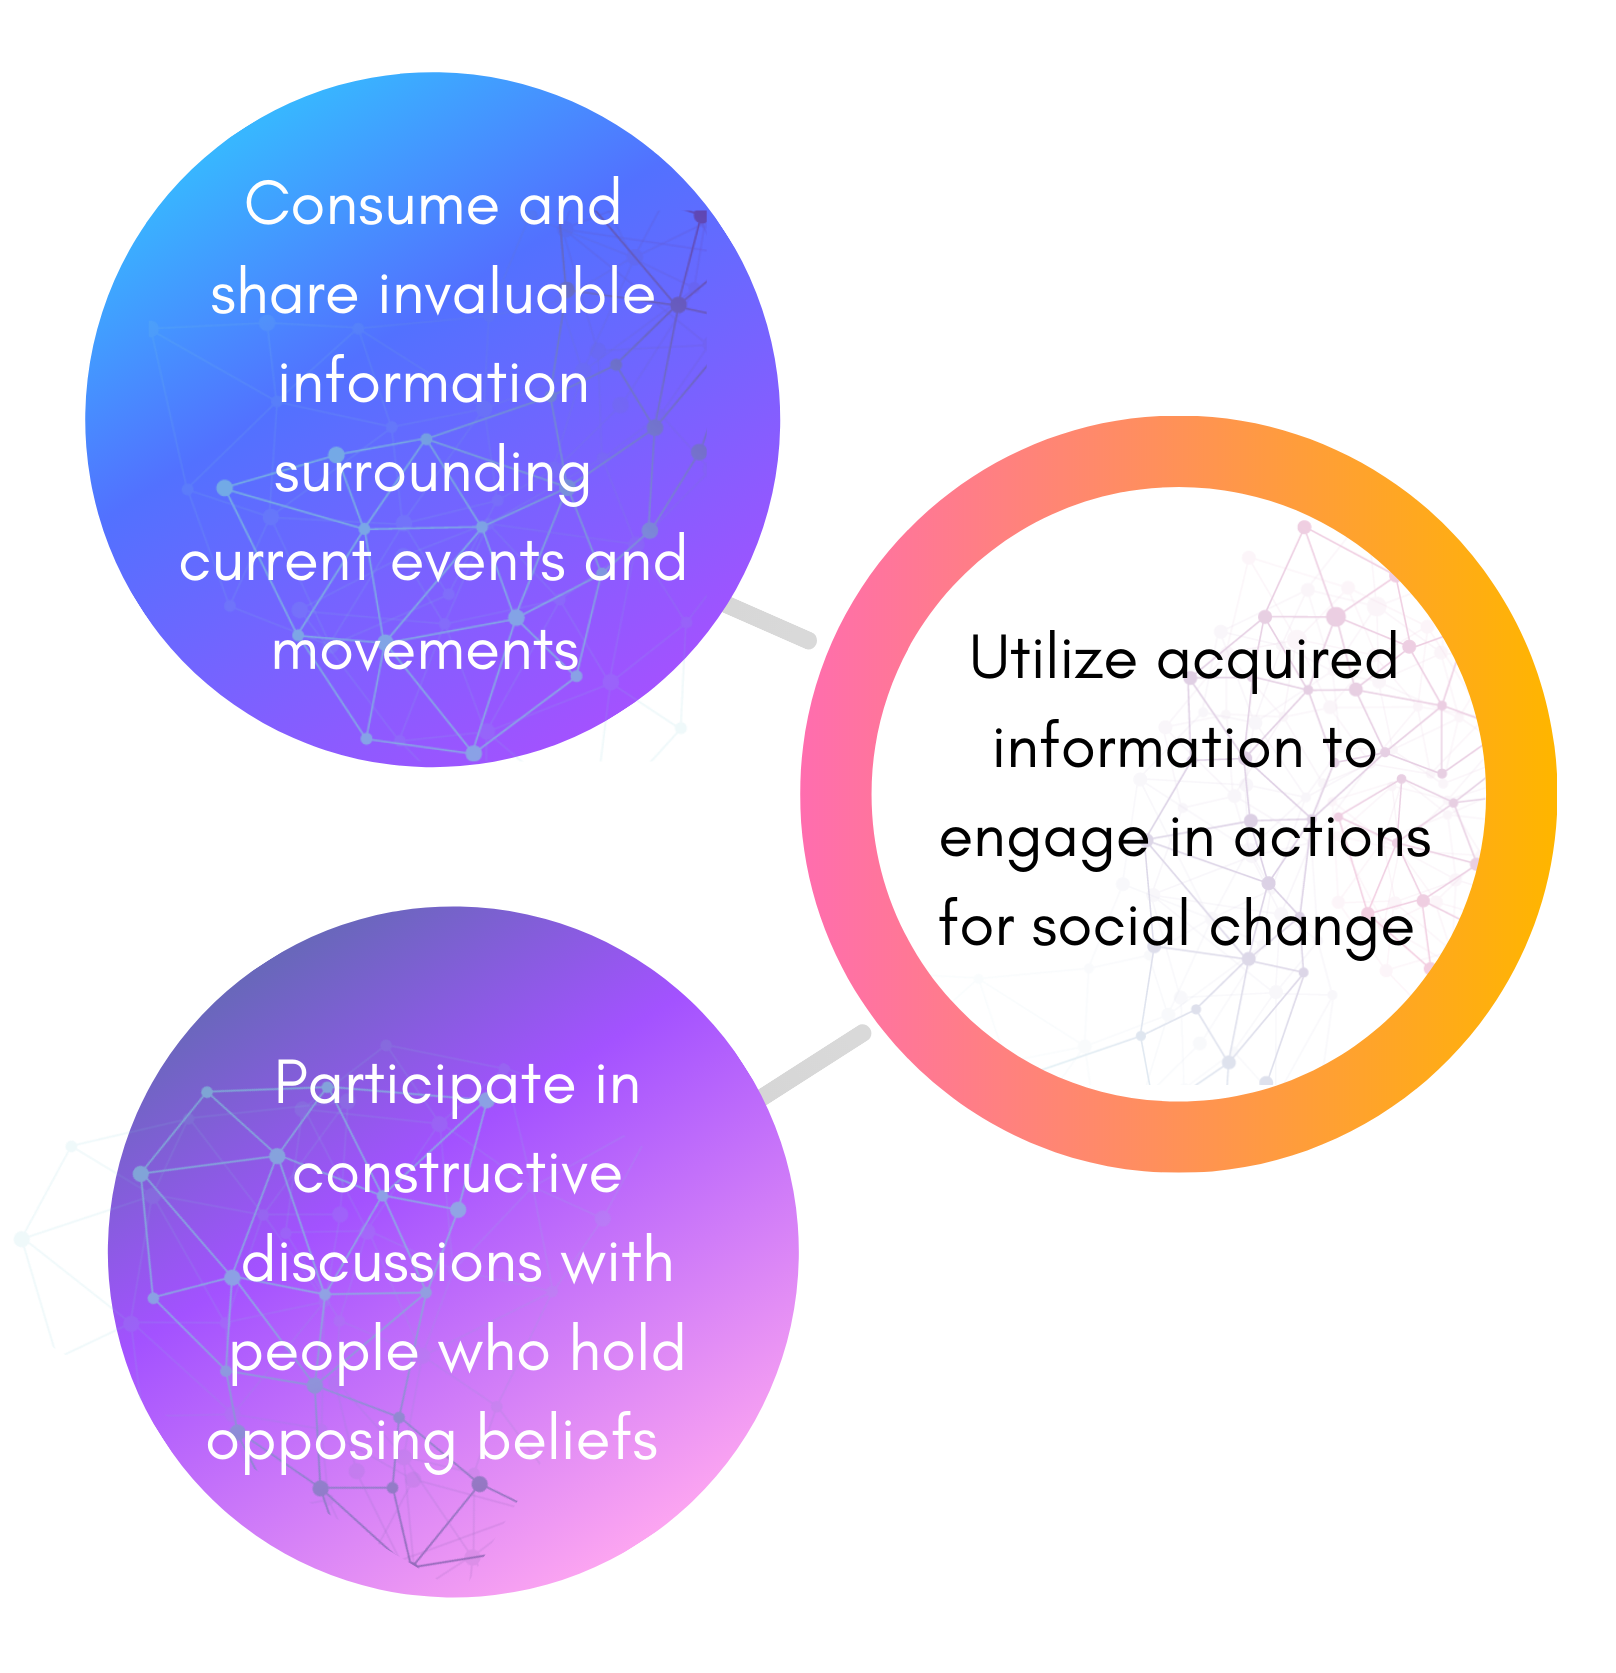 Consume and
share invaluable
information
surrounding
current events and
movements
Utilize acquired
information to
engage in actions
for social change
Participate in
constructive
discussions with
people who hold
opposing beliefs